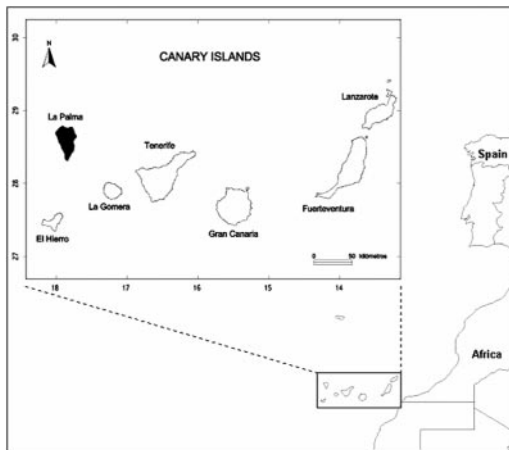 30
N
CANARY ISLANDS
Lanzarote
29
La Palma
Tenerife
Spain
28
La Gomera
Fuerteventura
El Hierro
Gran Canaria
0 50 kilómetros
27
18 17 16 15 14
Africa